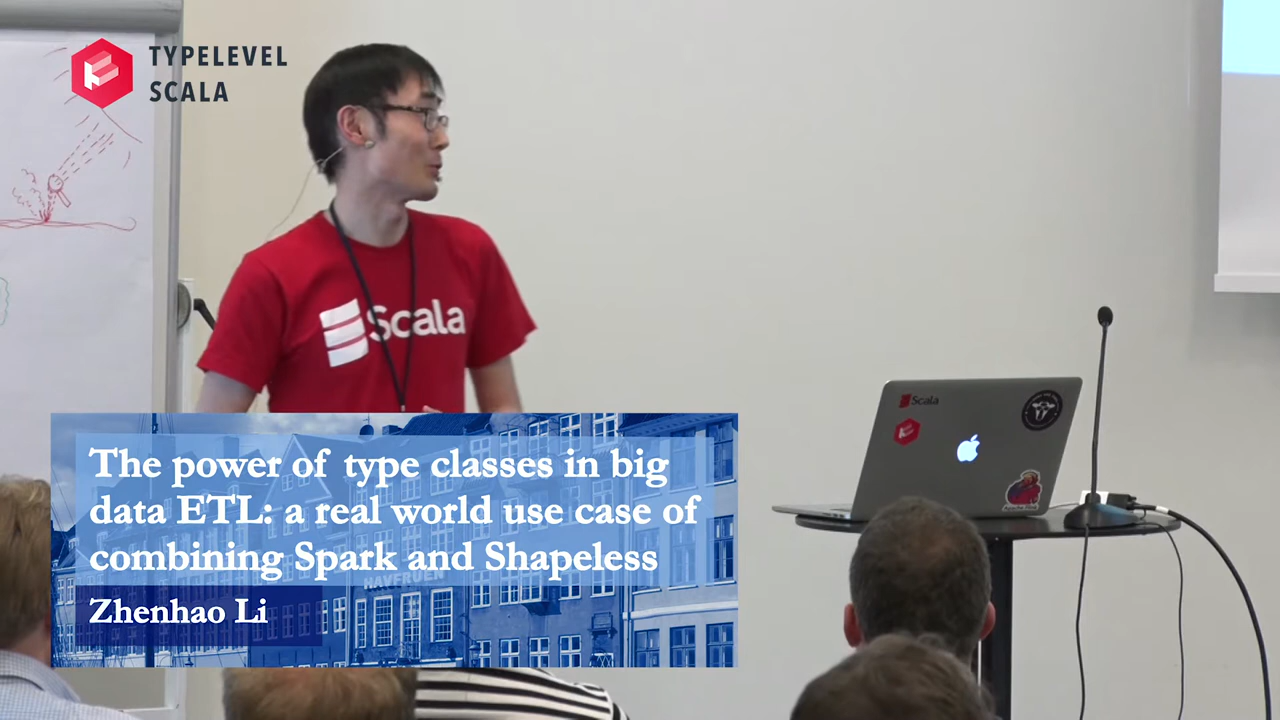 TYPELEVEL
SCALA
Scala
Scala
The power of type classes in big
data ETL: a real world use case of
combining Spark and Shapeless
HAVFRUEN
Zhenhao Li